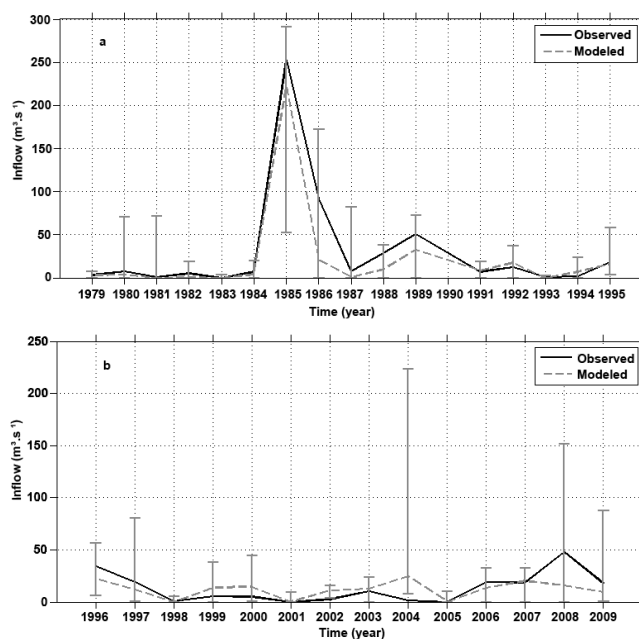 300
a
Observed
Modeled
250
200
150
100
50
0
Inflow (m³.s⁻¹)
1979 1980 1981 1982 1983 1984 1985 1986 1987 1988 1989 1990 1991 1992 1993 1994 1995
Time (year)
250
b
Observed
Modeled
200
150
100
50
0
Inflow (m³.s⁻¹)
1996 1997 1998 1999 2000 2001 2002 2003 2004 2005 2006 2007 2008 2009
Time (year)